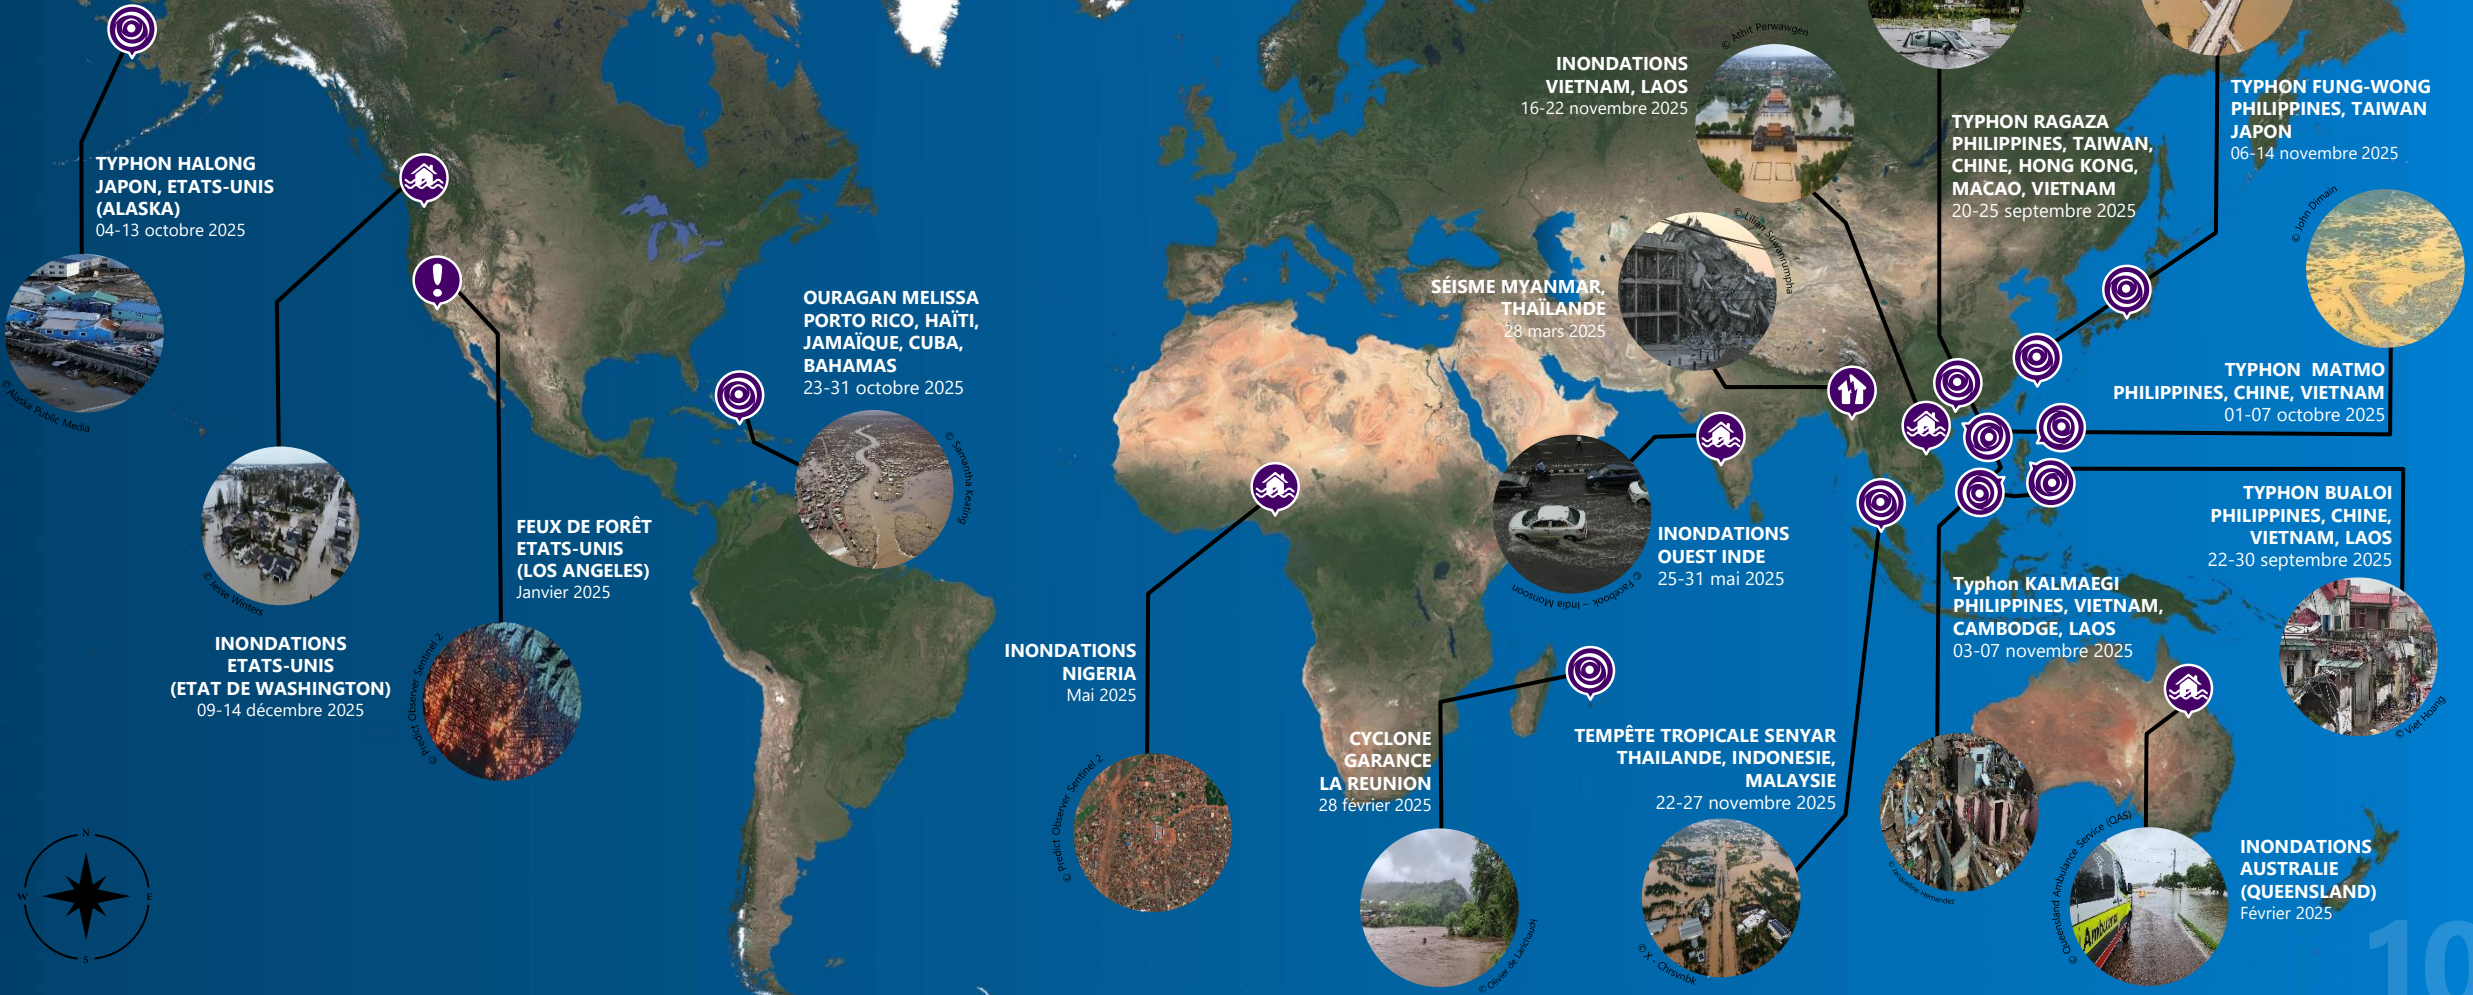 © Athit Perwawgen
INONDATIONS
VIETNAM, LAOS
16-22 novembre 2025
TYPHON FUNG-WONG
PHILIPPINES, TAIWAN
JAPON
06-14 novembre 2025
TYPHON RAGAZA
PHILIPPINES, TAIWAN,
CHINE, HONG KONG,
MACAO, VIETNAM
20-25 septembre 2025
TYPHON HALONG
JAPON, ETATS-UNIS
(ALASKA)
04-13 octobre 2025
© Alaska Public Media
© John Dimain
© Lilian Suwanrumpha
SÉISME MYANMAR,
THAÏLANDE
28 mars 2025
OURAGAN MELISSA
PORTO RICO, HAÏTI,
JAMAÏQUE, CUBA,
BAHAMAS
23-31 octobre 2025
© Samantha Keating
TYPHON MATMO
PHILIPPINES, CHINE, VIETNAM
01-07 octobre 2025
TYPHON BUALOI
PHILIPPINES, CHINE,
VIETNAM, LAOS
22-30 septembre 2025
© Viet Hoang
FEUX DE FORÊT
ETATS-UNIS
(LOS ANGELES)
Janvier 2025
© Predict Observer Sentinel 2
INONDATIONS
OUEST INDE
25-31 mai 2025
© Facebook – India Monsoon
Typhon KALMAEGI
PHILIPPINES, VIETNAM,
CAMBODGE, LAOS
03-07 novembre 2025
© Jacqueline Hernandes
© Jesse Winters
INONDATIONS
ETATS-UNIS
(ETAT DE WASHINGTON)
09-14 décembre 2025
INONDATIONS
NIGERIA
Mai 2025
© Predict Observer Sentinel 2
CYCLONE
GARANCE
LA REUNION
28 février 2025
© Olivier de Larichaudy
TEMPÊTE TROPICALE SENYAR
THAILANDE, INDONESIE,
MALAYSIE
22-27 novembre 2025
© X - Chrsvnbk
© Queensland Ambulance Service (QAS)
Ambulance
INONDATIONS
AUSTRALIE
(QUEENSLAND)
Février 2025
N
W
E
S
10